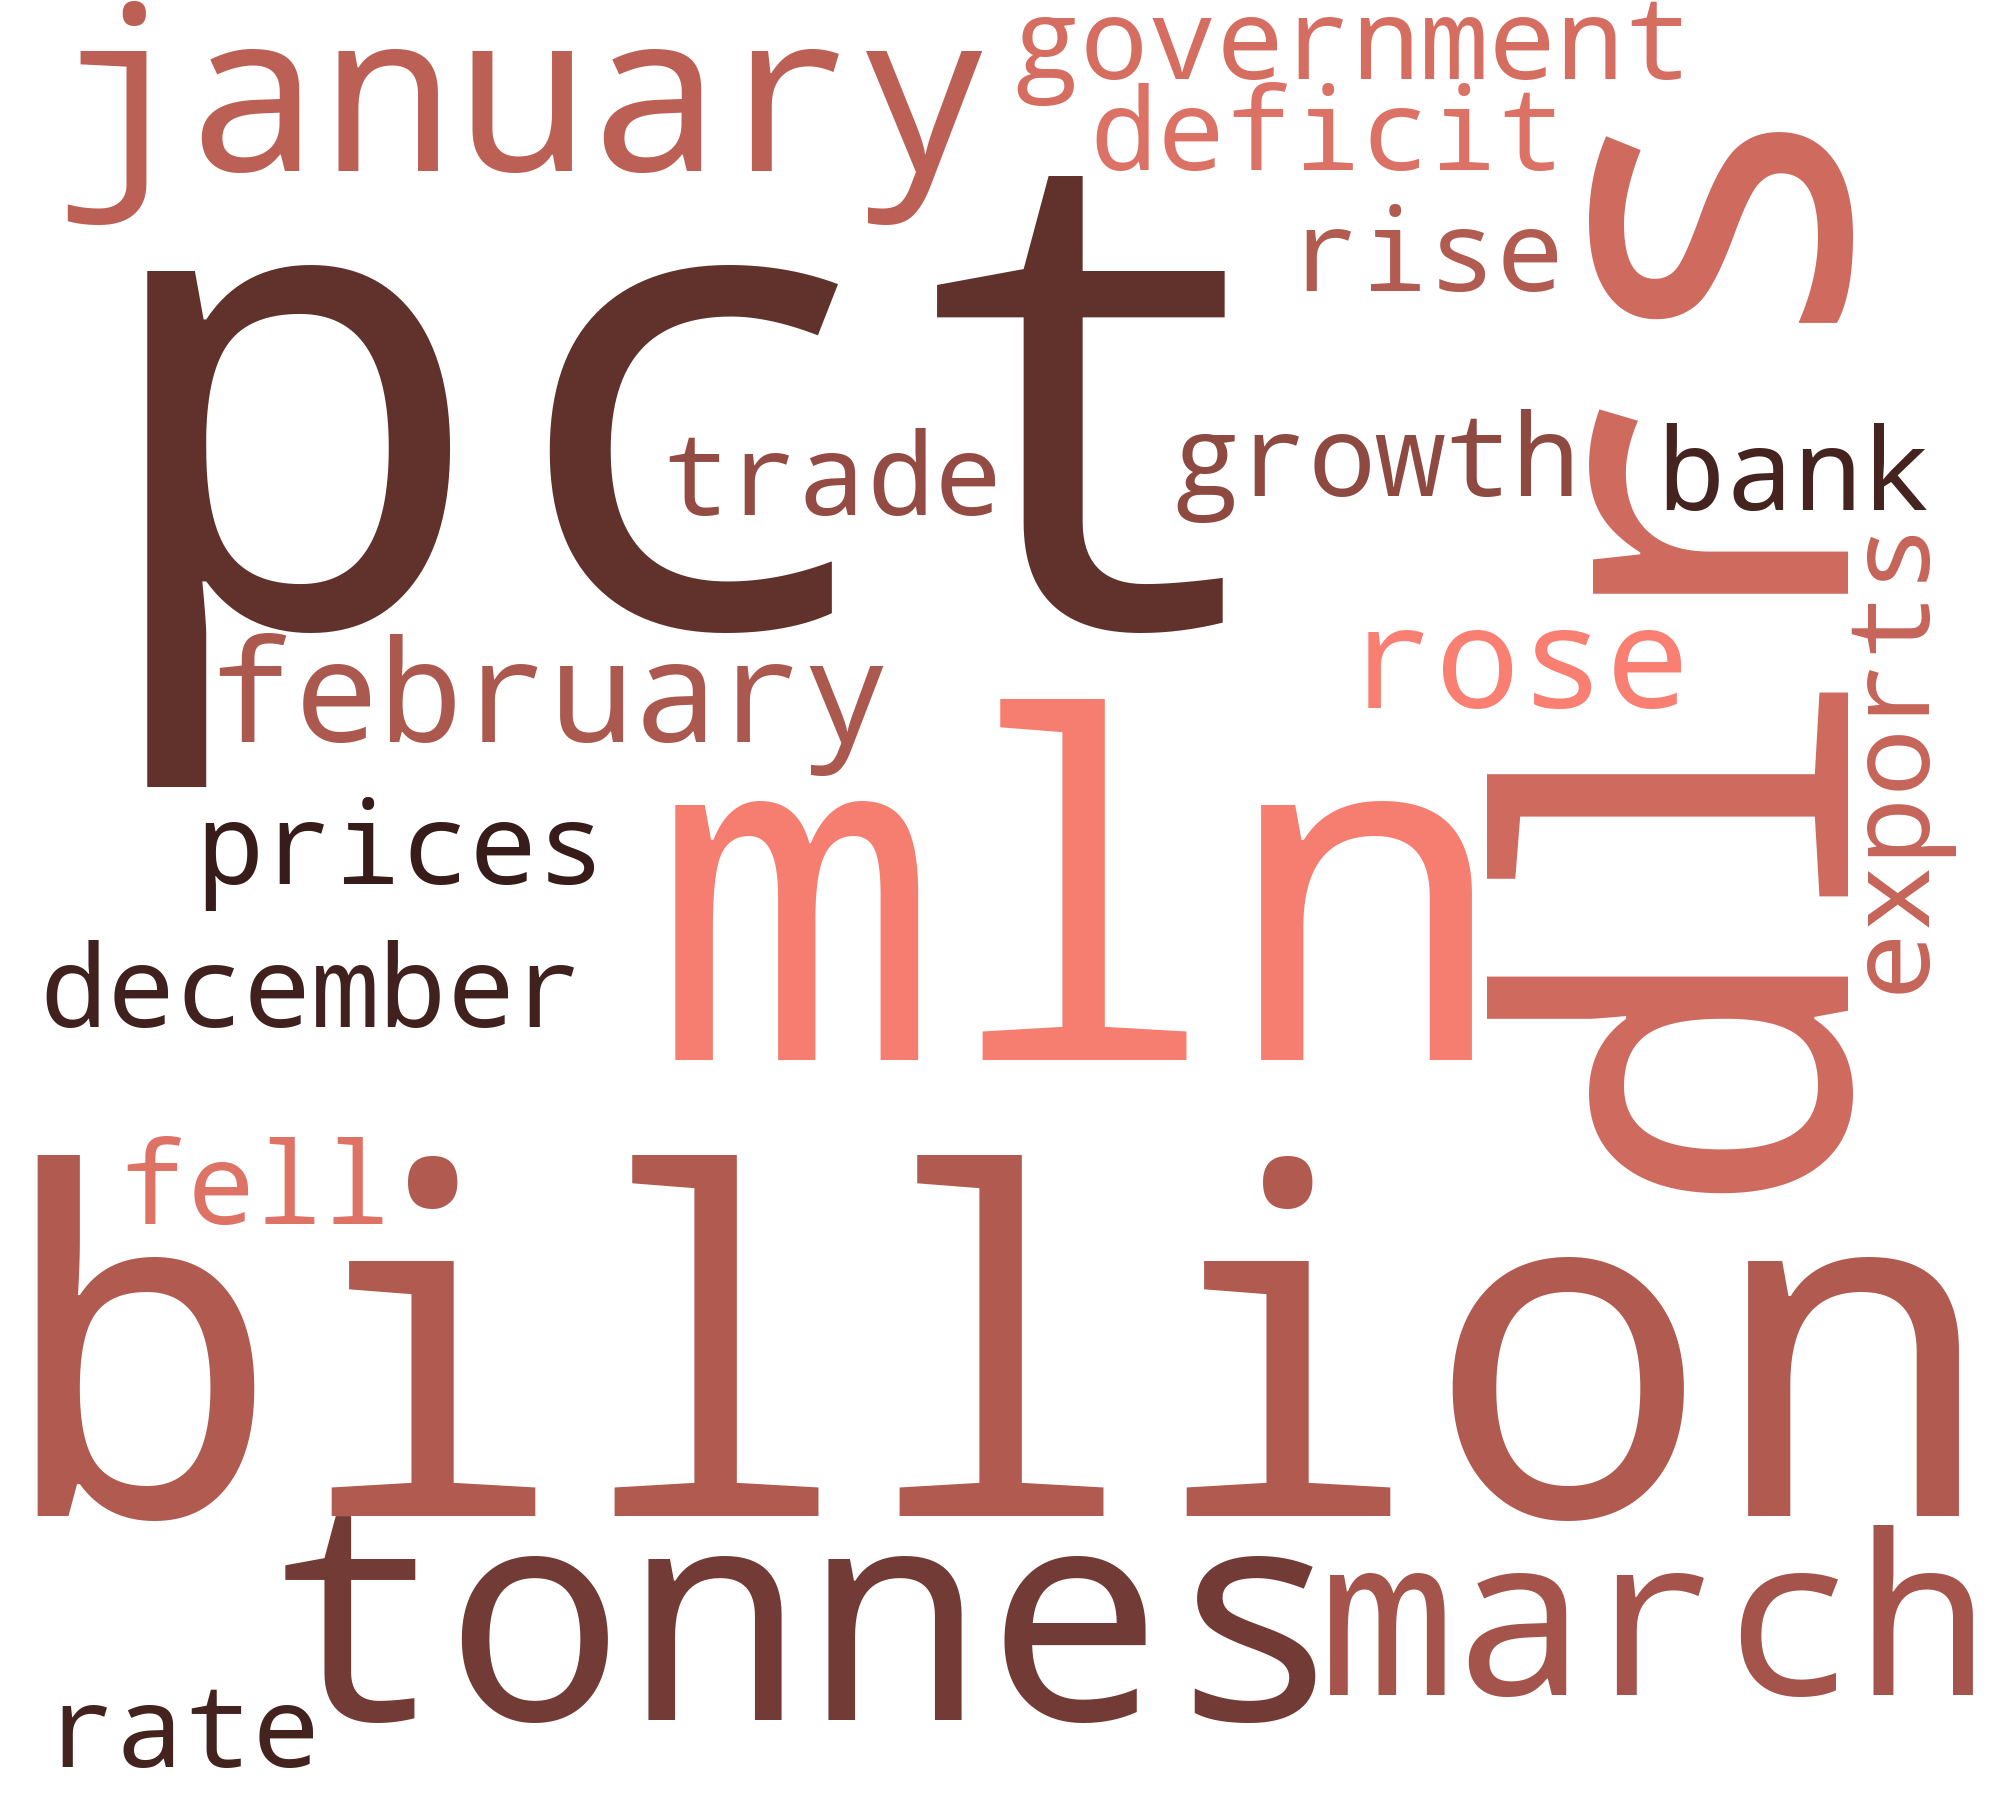 january
government
deficit
rise
pct
trade
growth
bank
dlrs
exports
february
rose
mln
prices
december
fell
billion
tonnes
march
rate